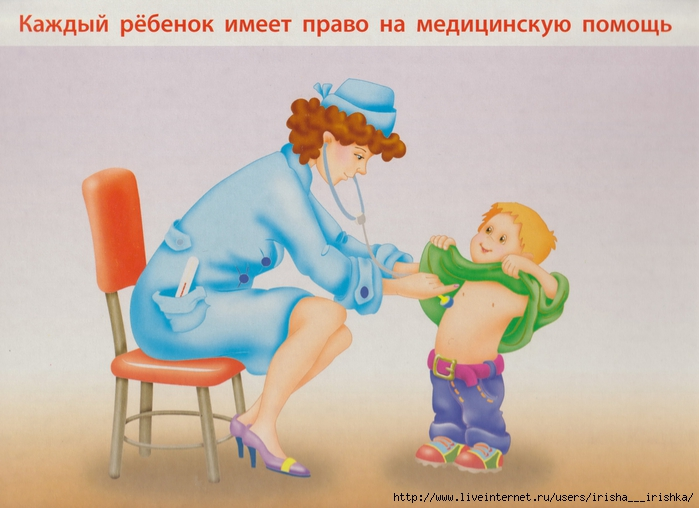 Каждый рёбенок имеет право на медицинскую помощь
http://www.liveinternet.ru/users/irisha___irishka/